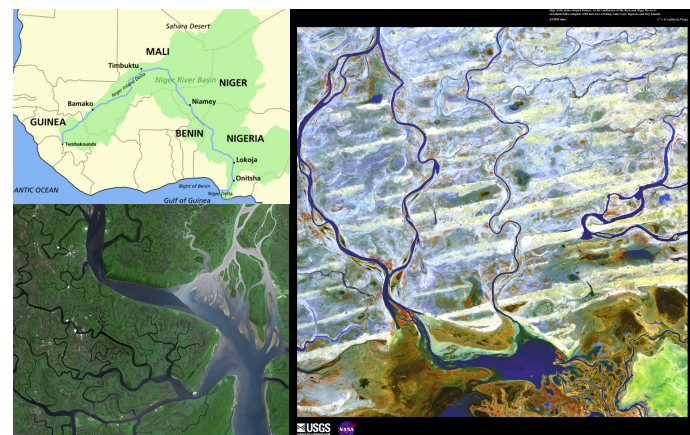 Sahara Desert
MALI
Timbuktu
Niger Inland Delta
Niger River Basin
NIGER
Bamako
Niamey
GUINEA
BENIN
NIGERIA
Tembakounda
Lokoja
Onitsha
ANTIC OCEAN
Bight of Benin
Niger Delta
Gulf of Guinea
USGS
NASA